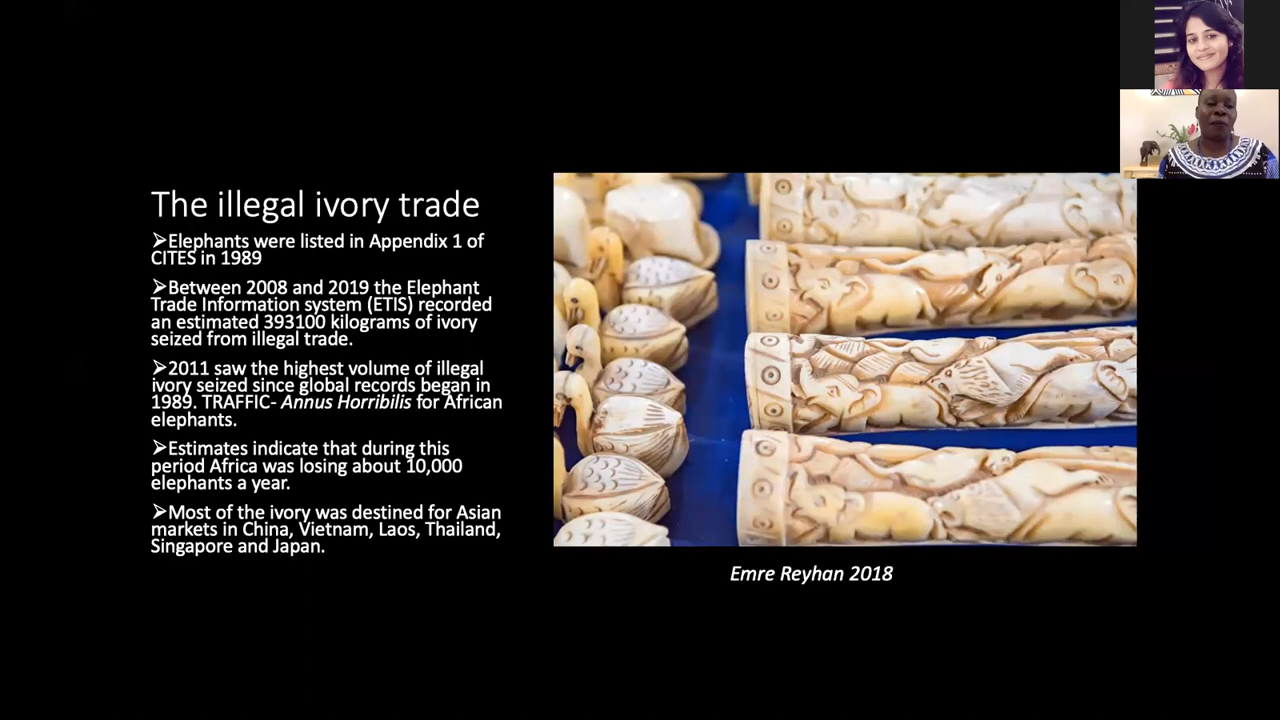 The illegal ivory trade
➢Elephants were listed in Appendix 1 of
CITES in 1989
➢Between 2008 and 2019 the Elephant
Trade Information system (ETIS) recorded
an estimated 393100 kilograms of ivory
seized from illegal trade.
➢2011 saw the highest volume of illegal
ivory seized since global records began in
1989. TRAFFIC- Annus Horribilis for African
elephants.
➢Estimates indicate that during this
period Africa was losing about 10,000
elephants a year.
➢Most of the ivory was destined for Asian
markets in China, Vietnam, Laos, Thailand,
Singapore and Japan.
Emre Reyhan 2018